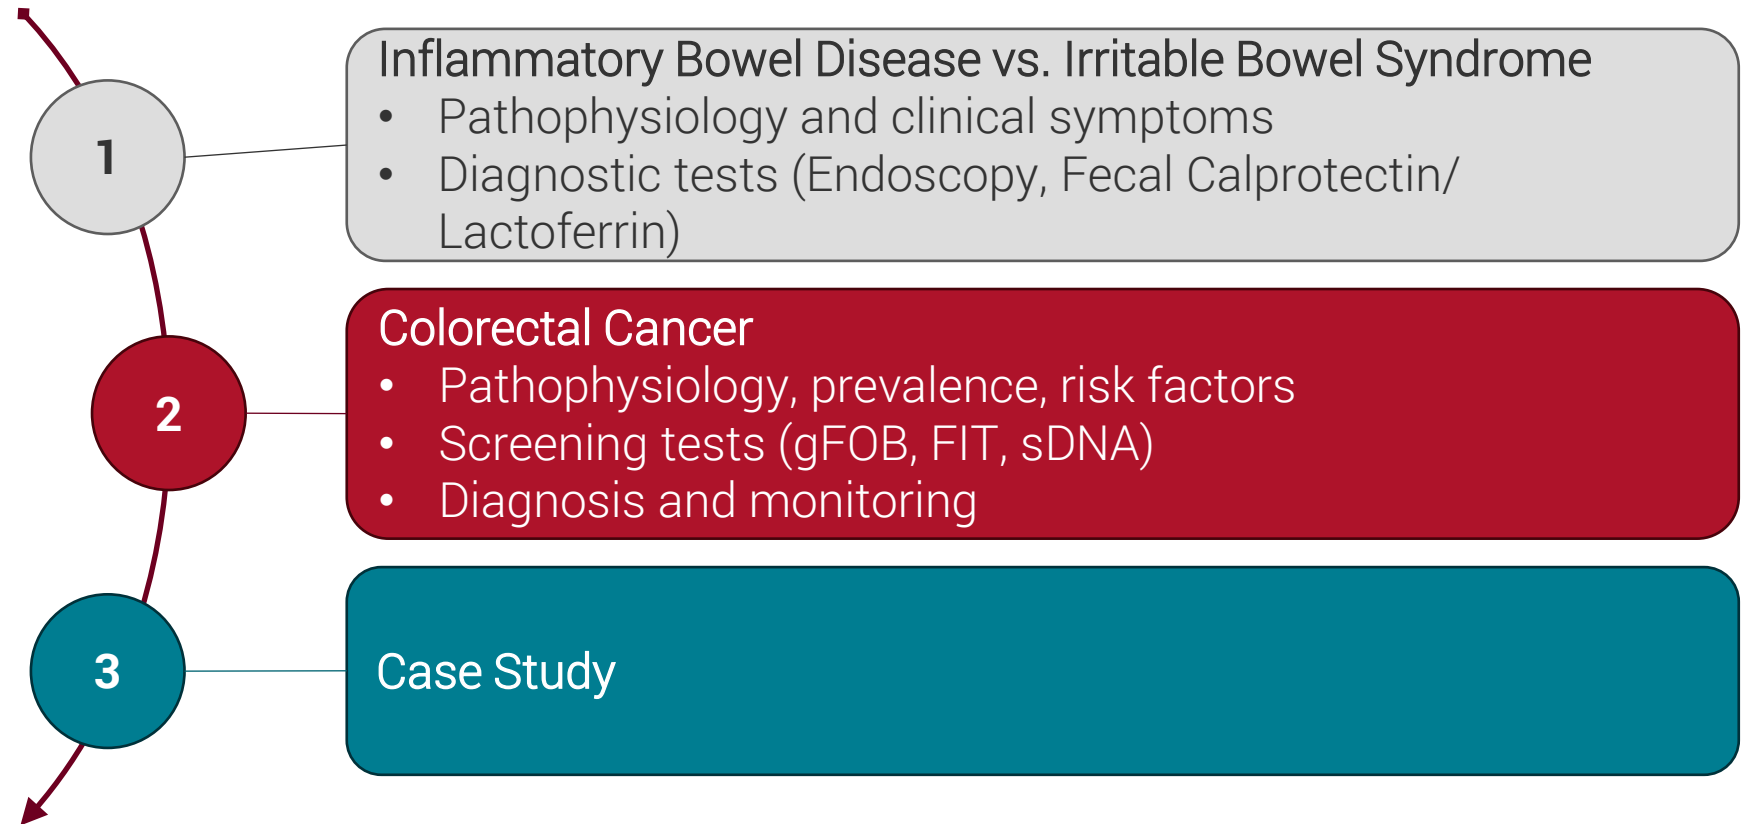 1
Inflammatory Bowel Disease vs. Irritable Bowel Syndrome
• Pathophysiology and clinical symptoms
• Diagnostic tests (Endoscopy, Fecal Calprotectin/
Lactoferrin)
2
Colorectal Cancer
• Pathophysiology, prevalence, risk factors
• Screening tests (gFOB, FIT, sDNA)
• Diagnosis and monitoring
3
Case Study